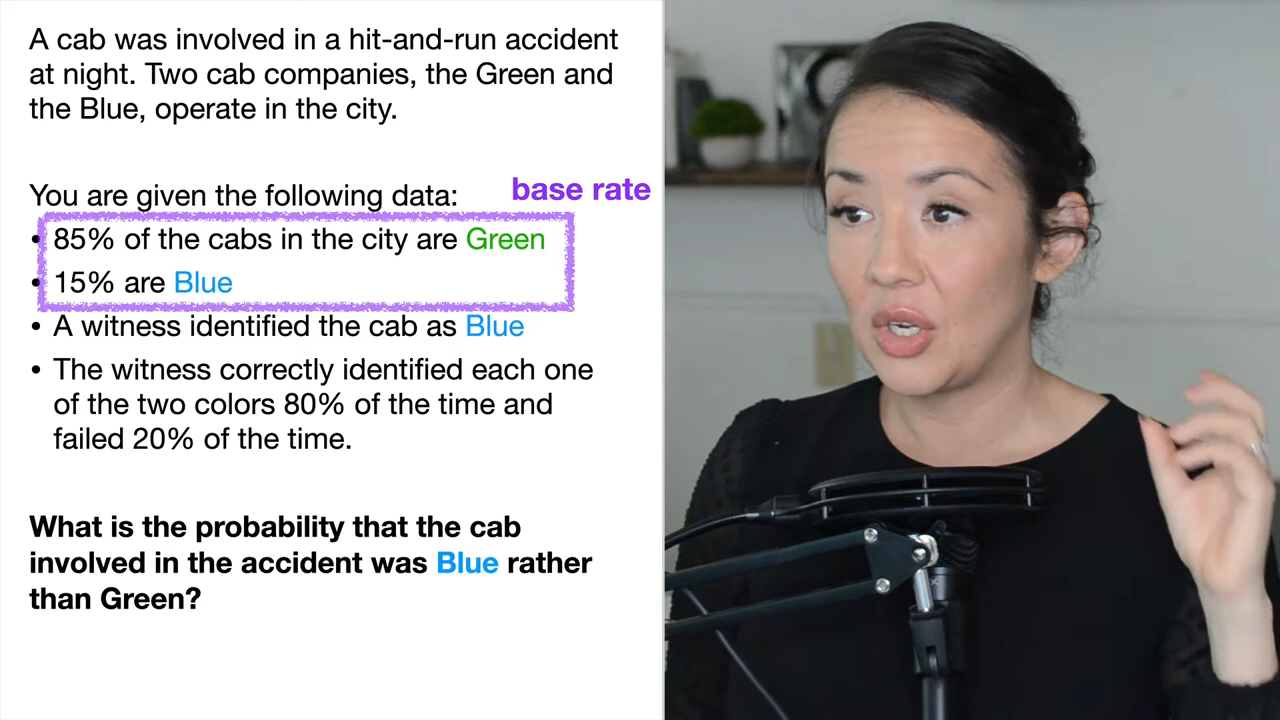 A cab was involved in a hit-and-run accident
at night. Two cab companies, the Green and
the Blue, operate in the city.
You are given the following data:
base rate
• 85% of the cabs in the city are Green
• 15% are Blue
• A witness identified the cab as Blue
• The witness correctly identified each one
of the two colors 80% of the time and
failed 20% of the time.
What is the probability that the cab
involved in the accident was Blue rather
than Green?